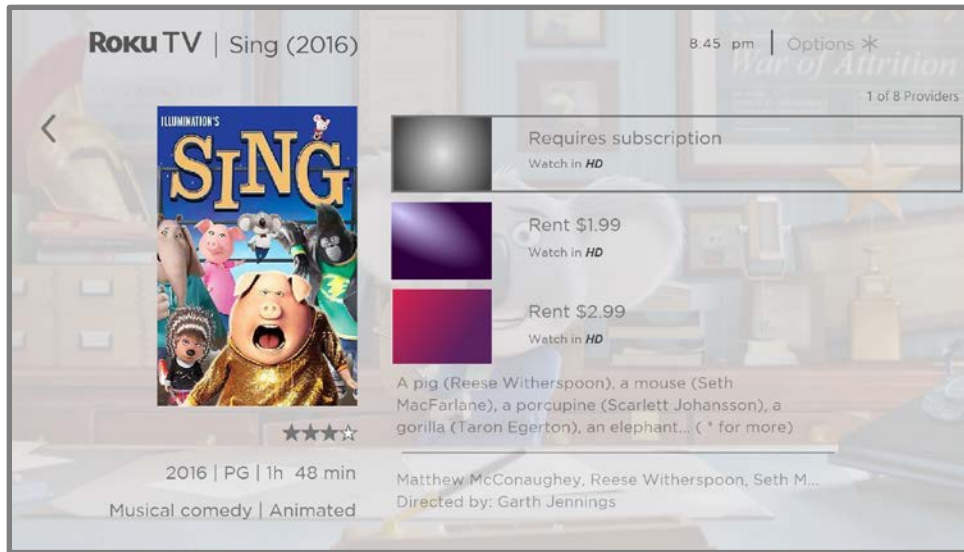 Roku TV | Sing (2016)
8:45 pm | Options *
War of Attrition
1 of 8 Providers
ILLUMINATION'S
SING
Requires subscription
Watch in HD
Rent $1.99
Watch in HD
Rent $2.99
Watch in HD
A pig (Reese Witherspoon), a mouse (Seth
MacFarlane), a porcupine (Scarlett Johansson), a
gorilla (Taron Egerton), an elephant... ( * for more)
2016 | PG | 1h 48 min
Musical comedy | Animated
Matthew McConaughey, Reese Witherspoon, Seth M...
Directed by: Garth Jennings